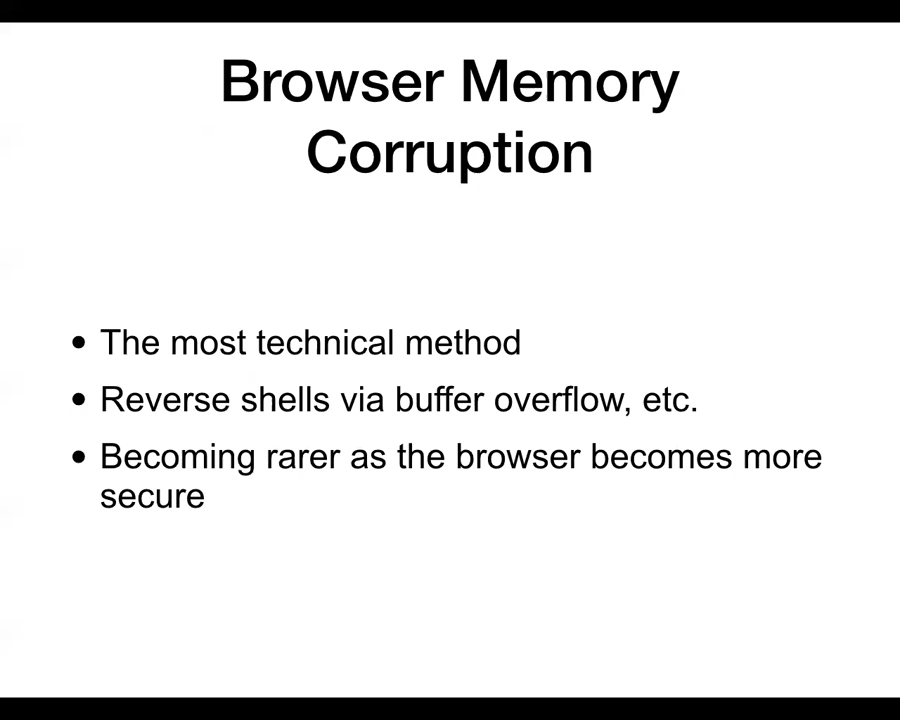 Browser Memory
Corruption
• The most technical method
• Reverse shells via buffer overflow, etc.
• Becoming rarer as the browser becomes more
secure